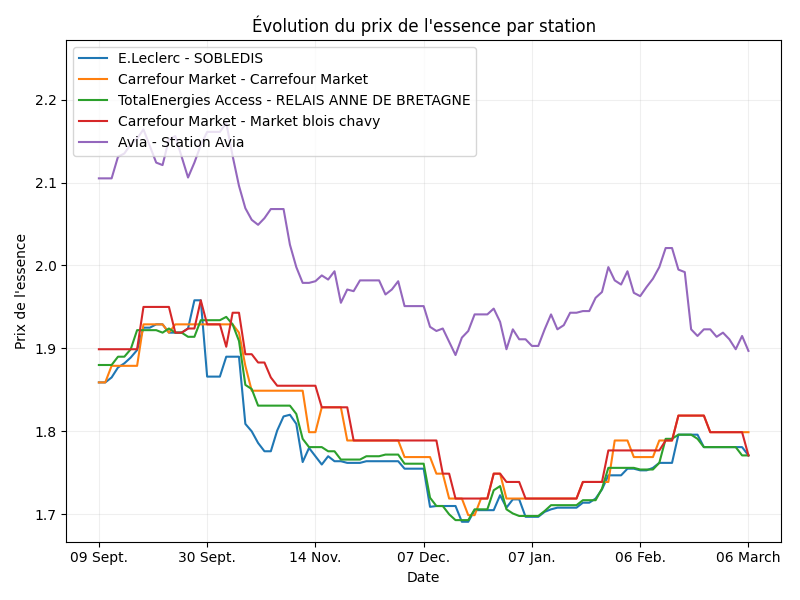 Évolution du prix de l'essence par station
E.Leclerc - SOBLEDIS
Carrefour Market - Carrefour Market
TotalEnergies Access - RELAIS ANNE DE BRETAGNE
Carrefour Market - Market blois chavy
Avia - Station Avia
Prix de l'essence
2.2
2.1
2.0
1.9
1.8
1.7
09 Sept.
30 Sept.
14 Nov.
07 Dec.
07 Jan.
06 Feb.
06 March
Date